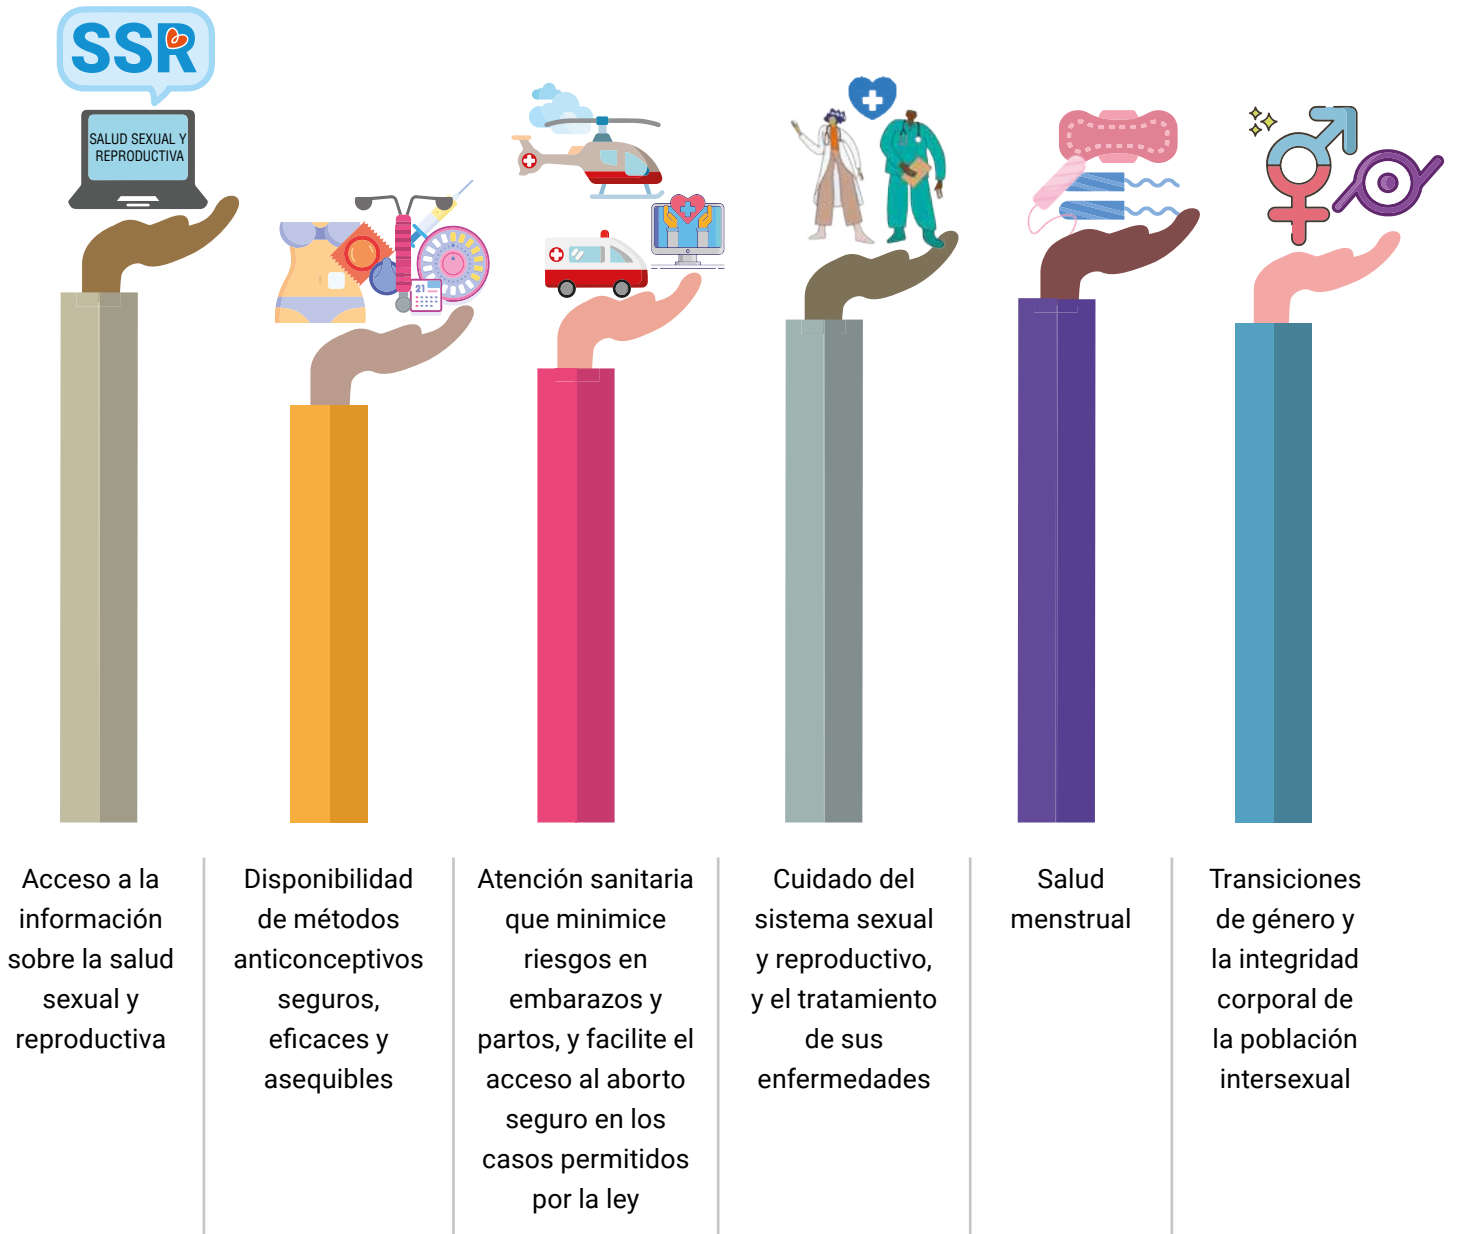 SSR
SALUD SEXUAL Y
REPRODUCTIVA
21
Acceso a la
información
sobre la salud
sexual y
reproductiva
Disponibilidad
de métodos
anticonceptivos
seguros,
eficaces y
asequibles
Atención sanitaria
que minimice
riesgos en
embarazos y
partos, y facilite el
acceso al aborto
seguro en los
casos permitidos
por la ley
Cuidado del
sistema sexual
y reproductivo,
y el tratamiento
de sus
enfermedades
Salud
menstrual
Transiciones
de género y
la integridad
corporal de
la población
intersexual